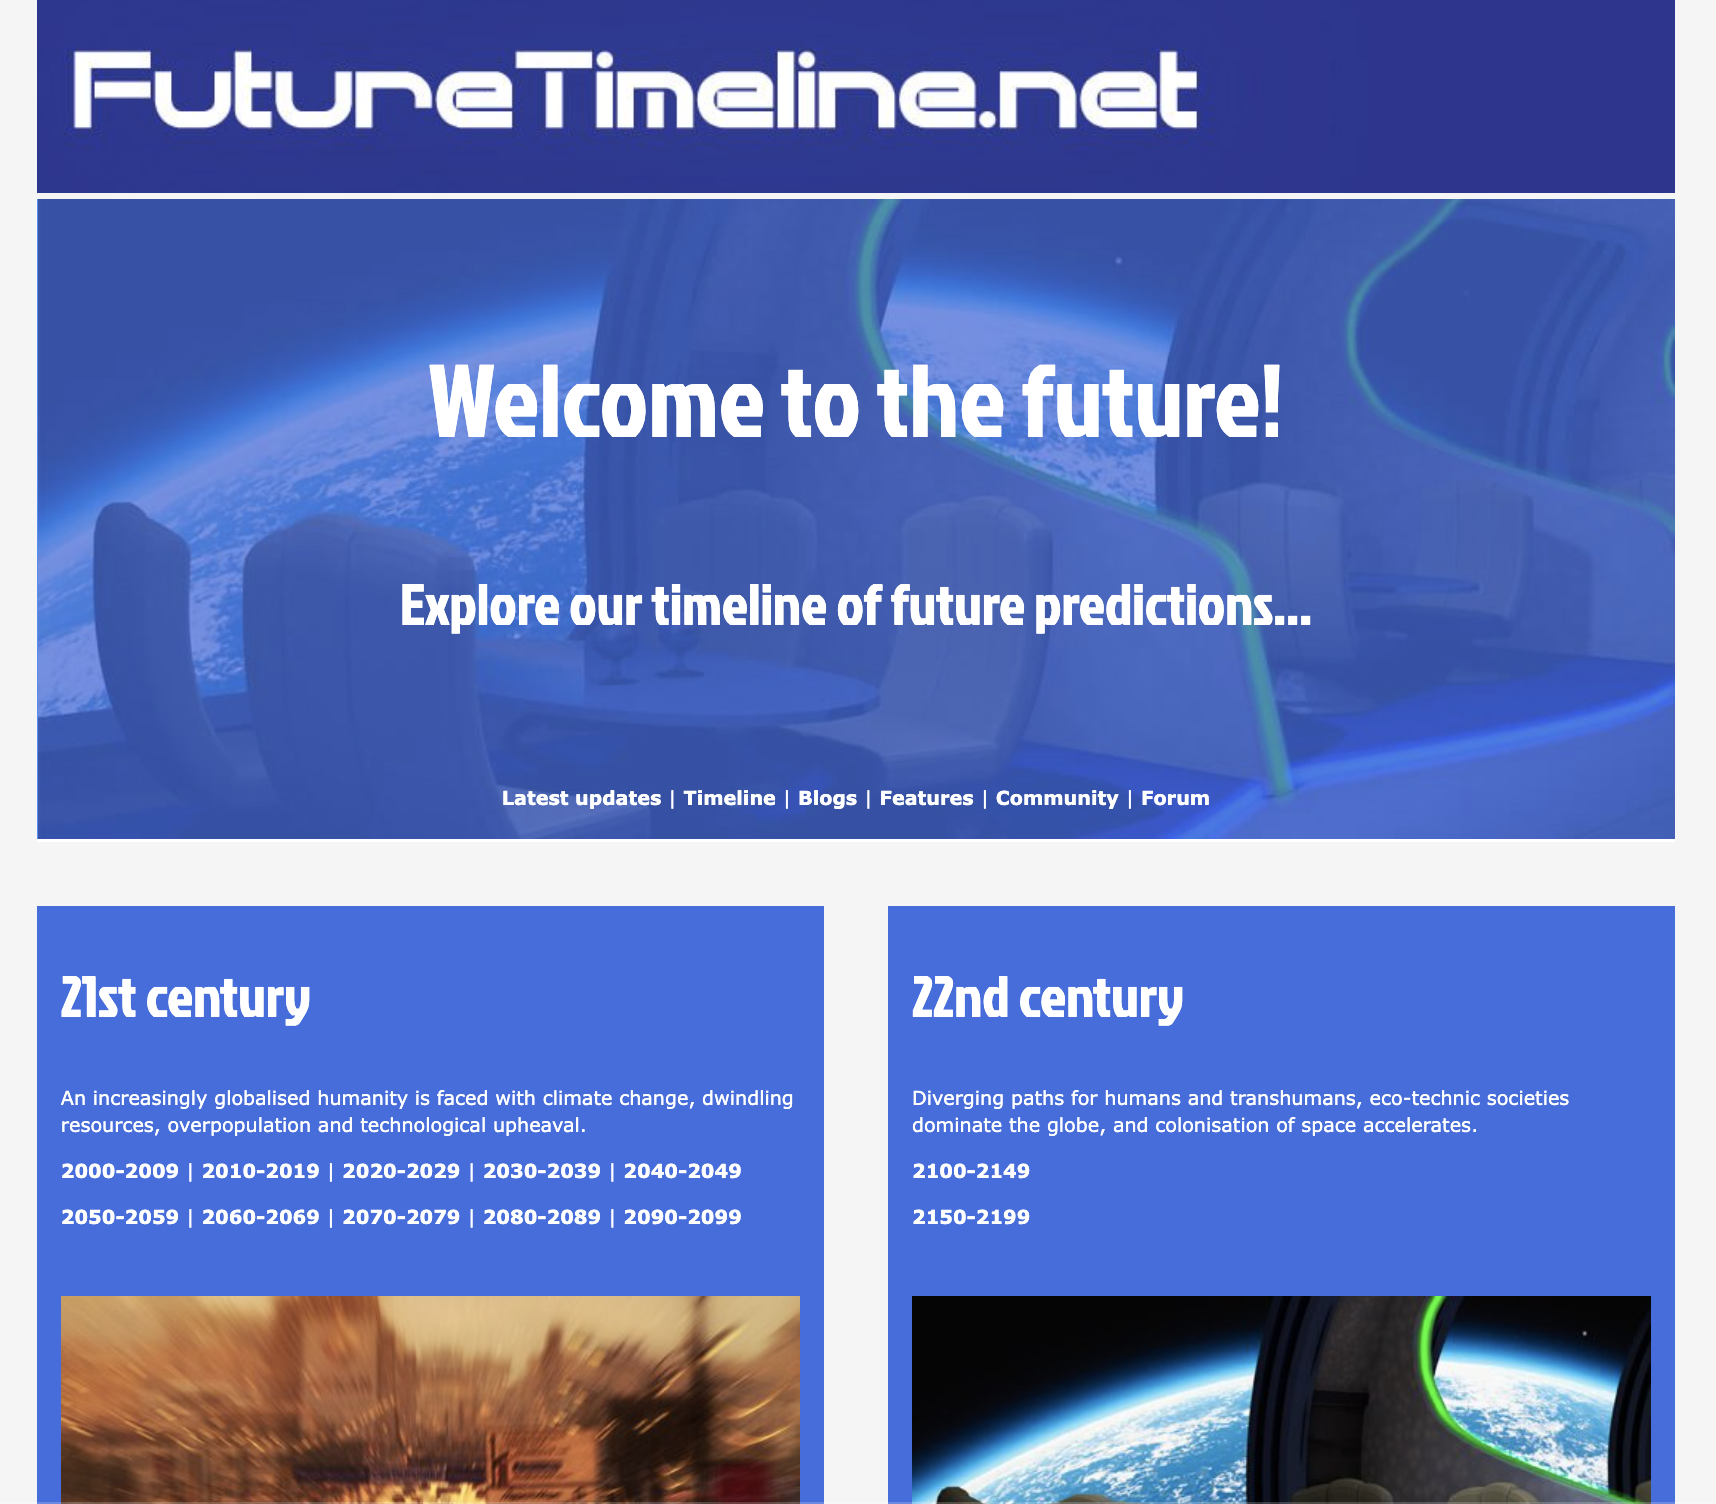 FutureTimeline.net
Welcome to the future!
Explore our timeline of future predictions...
Latest updates | Timeline | Blogs | Features | Community | Forum
21st century
An increasingly globalised humanity is faced with climate change, dwindling
resources, overpopulation and technological upheaval.
2000-2009 | 2010-2019 | 2020-2029 | 2030-2039 | 2040-2049
2050-2059 | 2060-2069 | 2070-2079 | 2080-2089 | 2090-2099
22nd century
Diverging paths for humans and transhumans, eco-technic societies
dominate the globe, and colonisation of space accelerates.
2100-2149
2150-2199